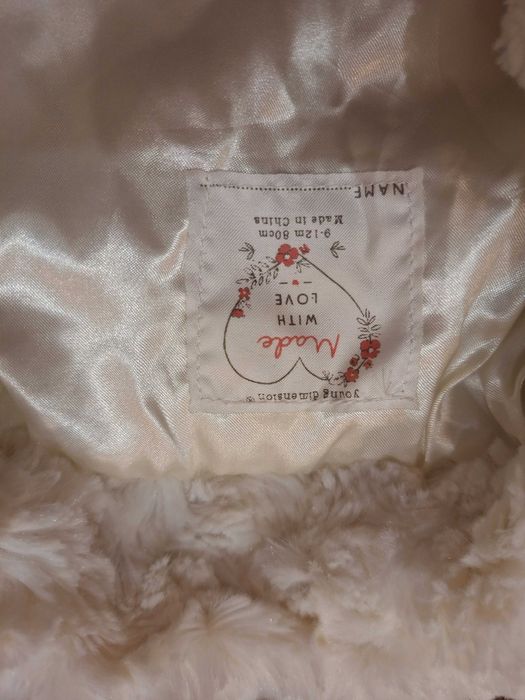 young dimension®
Made
WITH
LOVE
9-12m 80cm
Made in China
NAME